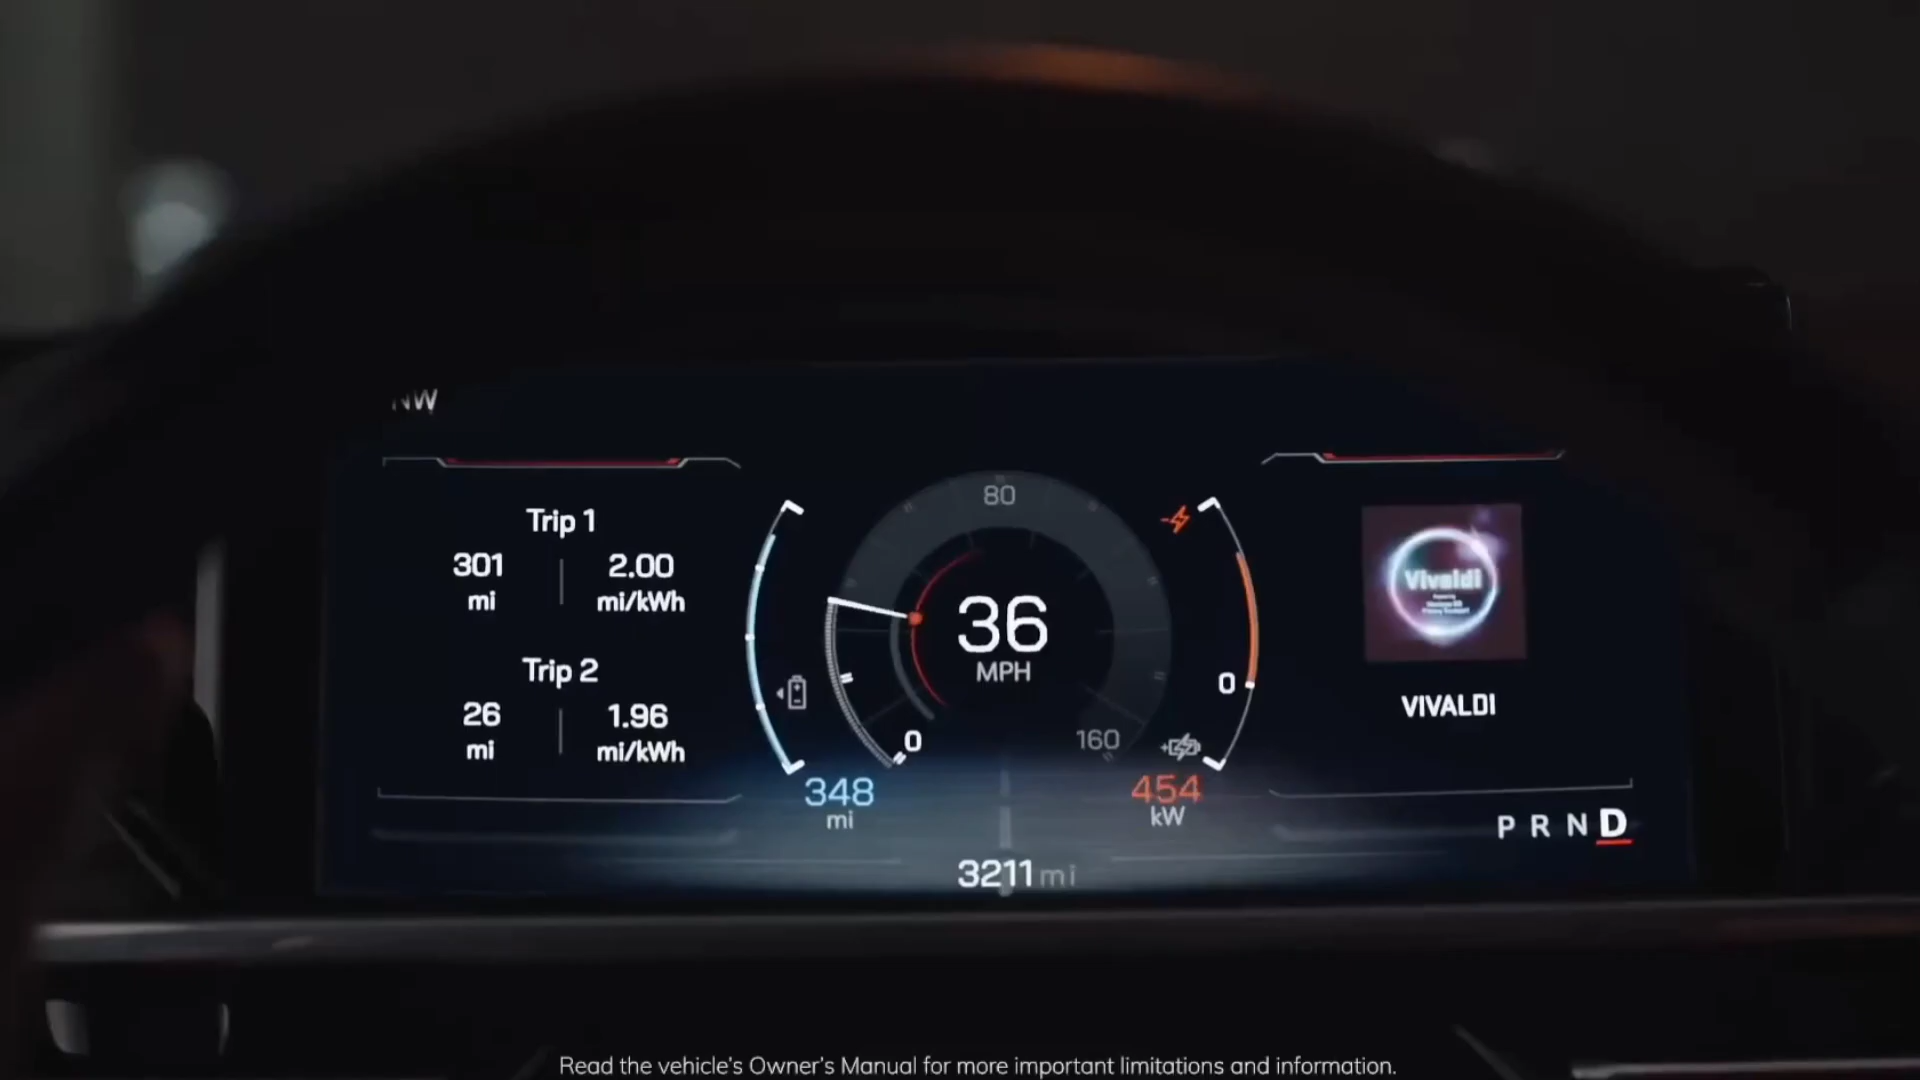 NW
Trip 1
301 mi
2.00 mi/kWh
Trip 2
26 mi
1.96 mi/kWh
80
36
MPH
0
160
348
mi
0
454
kW
3211 mi
Vivaldi
VIVALDI
P R N D
Read the vehicle's Owner's Manual for more important limitations and information.